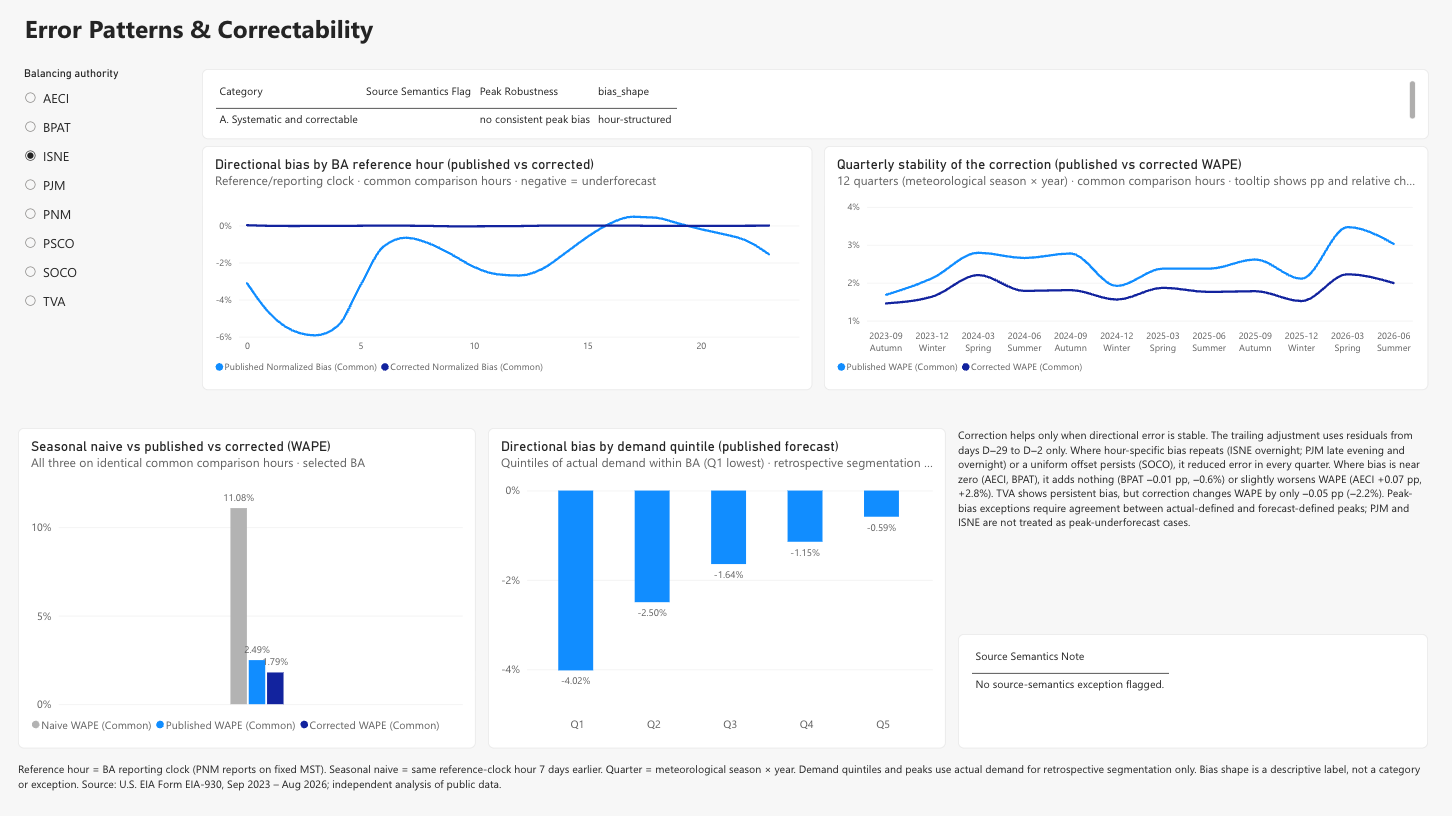 Error Patterns & Correctability
Balancing authority
AECI
BPAT
ISNE
PJM
PNM
PSCO
SOCO
TVA
Category Source Semantics Flag Peak Robustness bias_shape
A. Systematic and correctable no consistent peak bias hour-structured
Directional bias by BA reference hour (published vs corrected)
Reference/reporting clock · common comparison hours · negative = underforecast
0%
-2%
-4%
-6%
0 5 10 15 20
Published Normalized Bias (Common) Corrected Normalized Bias (Common)
Quarterly stability of the correction (published vs corrected WAPE)
12 quarters (meteorological season × year) · common comparison hours · tooltip shows pp and relative ch...
4%
3%
2%
1%
2023-09 2023-12 2024-03 2024-06 2024-09 2024-12 2025-03 2025-06 2025-09 2025-12 2026-03 2026-06
Autumn Winter Spring Summer Autumn Winter Spring Summer Autumn Winter Spring Summer
Published WAPE (Common) Corrected WAPE (Common)
Seasonal naive vs published vs corrected (WAPE)
All three on identical common comparison hours · selected BA
11.08%
10%
5%
2.49%
.79%
0%
Naive WAPE (Common) Published WAPE (Common) Corrected WAPE (Common)
Directional bias by demand quintile (published forecast)
Quintiles of actual demand within BA (Q1 lowest) · retrospective segmentation ...
0%
-0.59%
-1.15%
-1.64%
-2%
-2.50%
-4%
-4.02%
Q1 Q2 Q3 Q4 Q5
Correction helps only when directional error is stable. The trailing adjustment uses residuals from
days D−29 to D−2 only. Where hour-specific bias repeats (ISNE overnight; PJM late evening and
overnight) or a uniform offset persists (SOCO), it reduced error in every quarter. Where bias is near
zero (AECI, BPAT), it adds nothing (BPAT −0.01 pp, −0.6%) or slightly worsens WAPE (AECI +0.07 pp,
+2.8%). TVA shows persistent bias, but correction changes WAPE by only −0.05 pp (−2.2%). Peak-
bias exceptions require agreement between actual-defined and forecast-defined peaks; PJM and
ISNE are not treated as peak-underforecast cases.
Source Semantics Note
No source-semantics exception flagged.
Reference hour = BA reporting clock (PNM reports on fixed MST). Seasonal naive = same reference-clock hour 7 days earlier. Quarter = meteorological season × year. Demand quintiles and peaks use actual demand for retrospective segmentation only. Bias shape is a descriptive label, not a category
or exception. Source: U.S. EIA Form EIA-930, Sep 2023 – Aug 2026; independent analysis of public data.